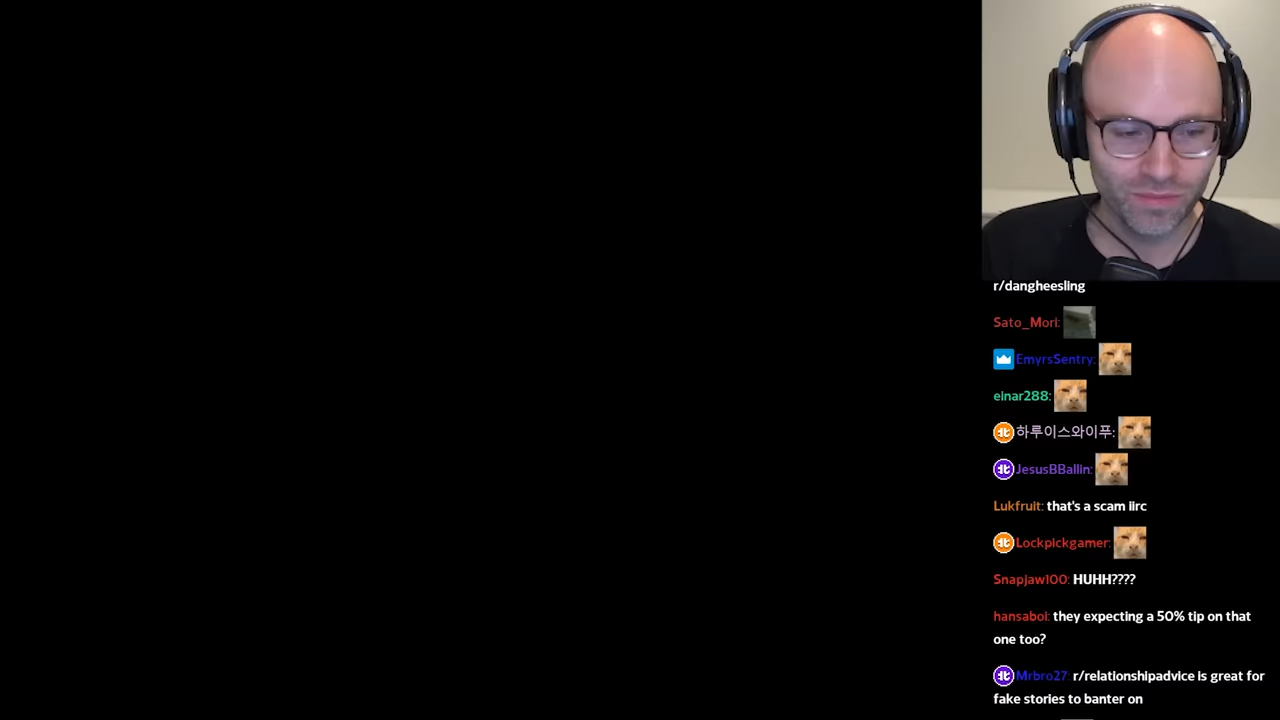 r/dangheesling
Sato_Mori:
EmyrsSentry:
einar288:
하루이스와이푸:
JesusBBallin:
Lukfruit: that's a scam iirc
Lockpickgamer:
Snapjaw100: HUHH????
hansaboi: they expecting a 50% tip on that
one too?
Mrbro27: r/relationshipadvice is great for
fake stories to banter on